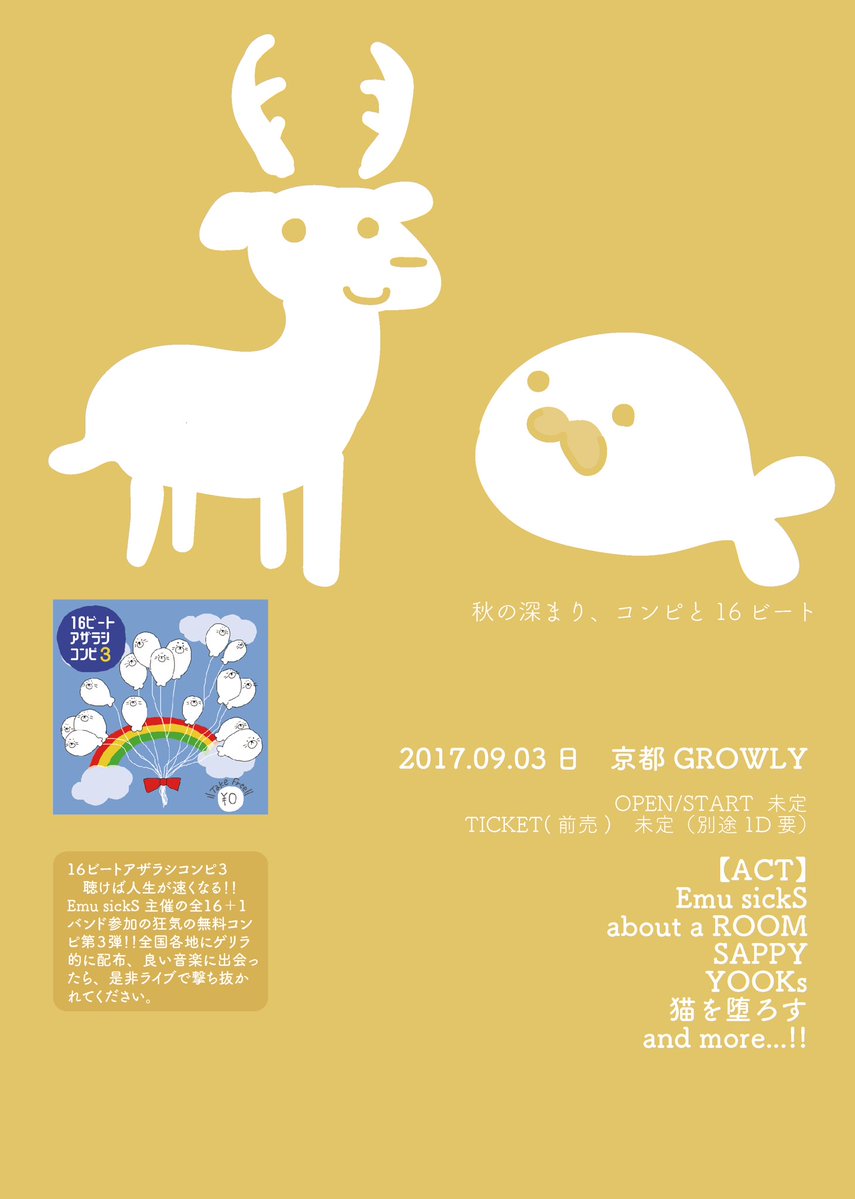 秋の深まり、コンピと 16 ビート
16ビート
アザラシ
コンピ 3
Take Free
¥0
2017.09.03 日　京都 GROWLY
OPEN/START 未定
TICKET( 前売 )　未定（別途 1D 要）
【ACT】
Emu sickS
about a ROOM
SAPPY
YOOKs
猫を堕ろす
and more...!!
16ビートアザラシコンピ3
聴けば人生が速くなる!!
Emu sickS 主催の全16＋1
バンド参加の狂気の無料コン
ピ第3弾!!全国各地にゲリラ
的に配布、良い音楽に出会っ
たら、是非ライブで撃ち抜か
れてください。